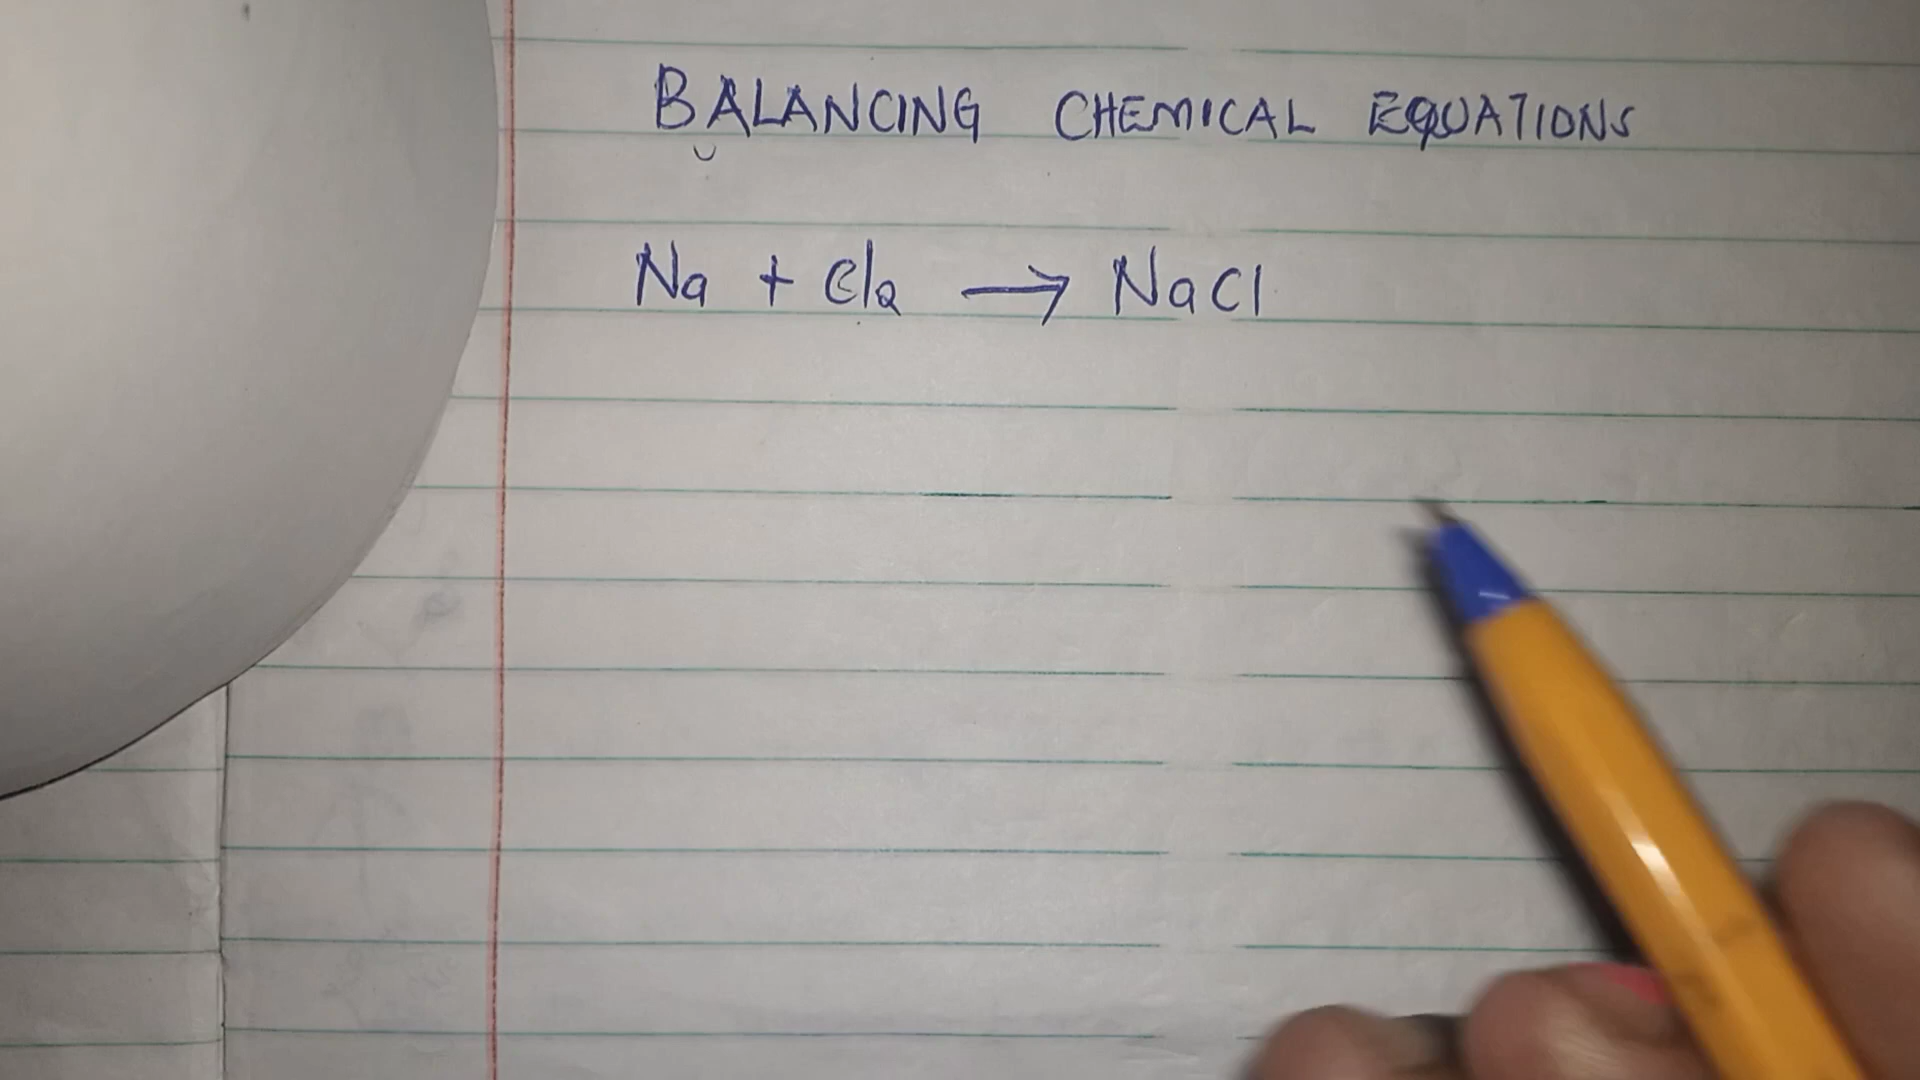 BALANCING CHEMICAL EQUATIONS
Na + Cl₂ → NaCl